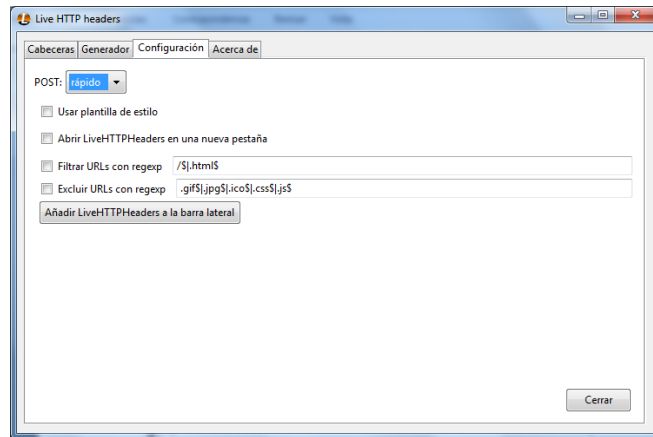 Live HTTP headers
Cabeceras Generador Configuración Acerca de
POST: rápido
Usar plantilla de estilo
Abrir LiveHTTPHeaders en una nueva pestaña
Filtrar URLs con regexp /$|.html$
Excluir URLs con regexp .gif$|.jpg$|.ico$|.css$|.js$
Añadir LiveHTTPHeaders a la barra lateral
Cerrar